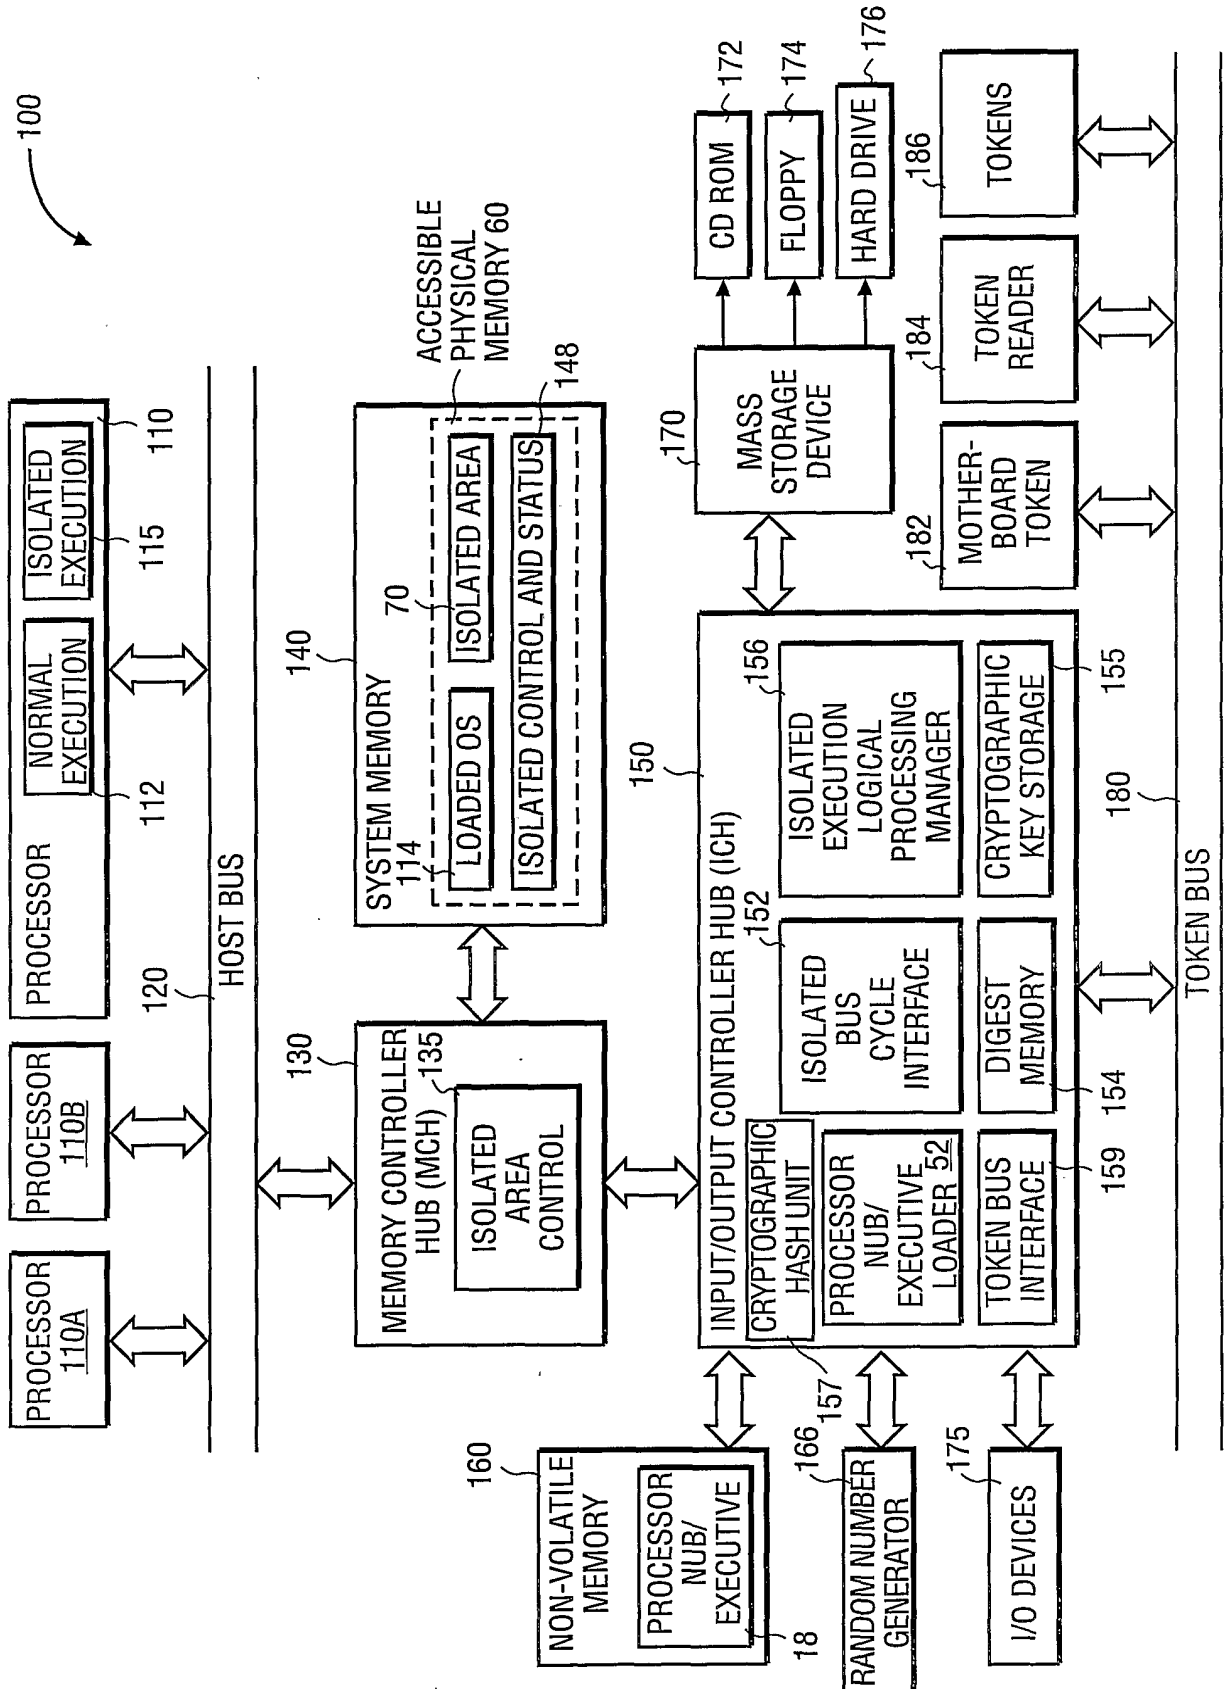 100
PROCESSOR
110A
PROCESSOR
110B
PROCESSOR
NORMAL
EXECUTION
112
ISOLATED
EXECUTION
115
110
120
HOST BUS
130
MEMORY CONTROLLER
HUB (MCH)
135
ISOLATED
AREA
CONTROL
140
SYSTEM MEMORY
114
LOADED OS
70
ISOLATED AREA
ISOLATED CONTROL AND STATUS
148
ACCESSIBLE
PHYSICAL
MEMORY 60
160
NON-VOLATILE
MEMORY
PROCESSOR
NUB/
EXECUTIVE
18
166
RANDOM NUMBER
GENERATOR
175
I/O DEVICES
150
INPUT/OUTPUT CONTROLLER HUB (ICH)
CRYPTOGRAPHIC
HASH UNIT
157
PROCESSOR
NUB/
EXECUTIVE
LOADER 52
TOKEN BUS
INTERFACE
159
152
ISOLATED
BUS
CYCLE
INTERFACE
DIGEST
MEMORY
154
156
ISOLATED
EXECUTION
LOGICAL
PROCESSING
MANAGER
CRYPTOGRAPHIC
KEY STORAGE
155
170
MASS
STORAGE
DEVICE
CD ROM
172
FLOPPY
174
HARD DRIVE
176
182
MOTHER-
BOARD
TOKEN
184
TOKEN
READER
186
TOKENS
180
TOKEN BUS